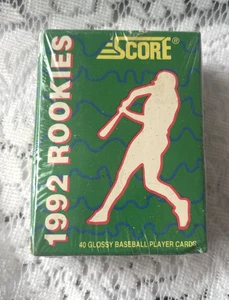 SCORE®
1992 ROOKIES
40 GLOSSY BASEBALL PLAYER CARDS